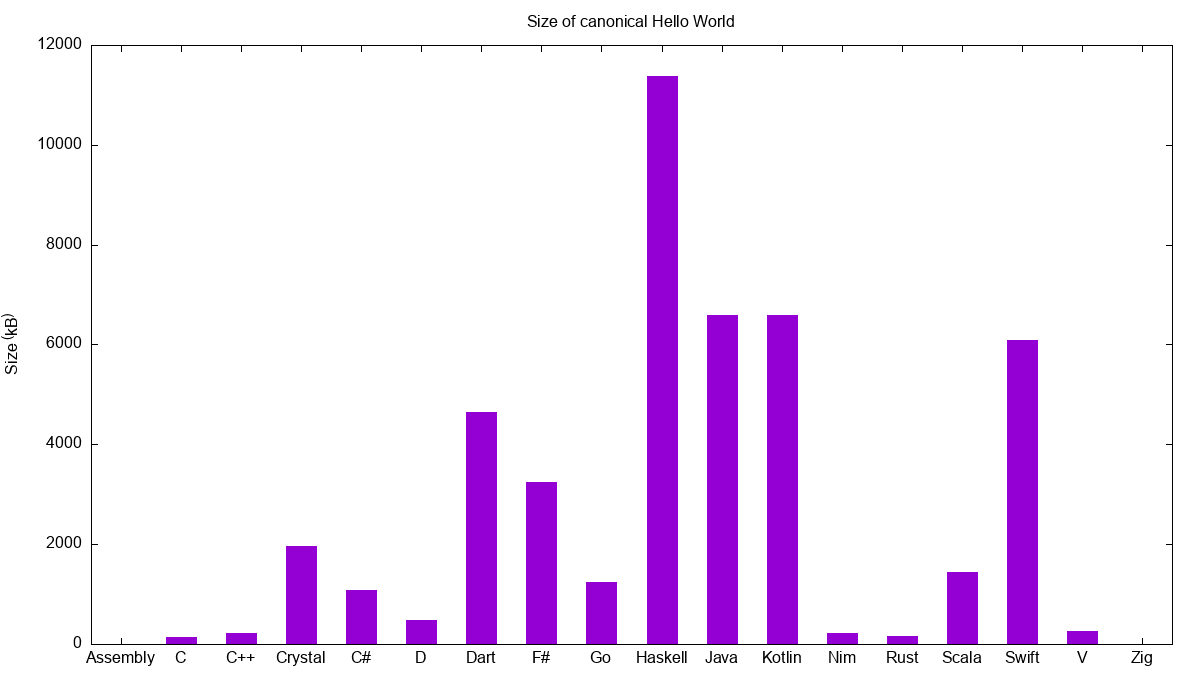 Size of canonical Hello World
12000
10000
8000
6000
4000
2000
0
Size (kB)
Assembly C C++ Crystal C# D Dart F# Go Haskell Java Kotlin Nim Rust Scala Swift V Zig